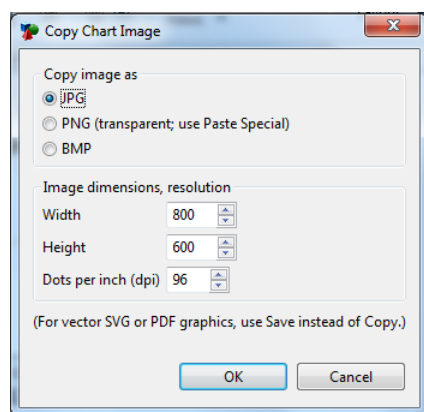 Copy Chart Image
Copy image as
JPG
PNG (transparent; use Paste Special)
BMP
Image dimensions, resolution
Width 800
Height 600
Dots per inch (dpi) 96
(For vector SVG or PDF graphics, use Save instead of Copy.)
OK Cancel